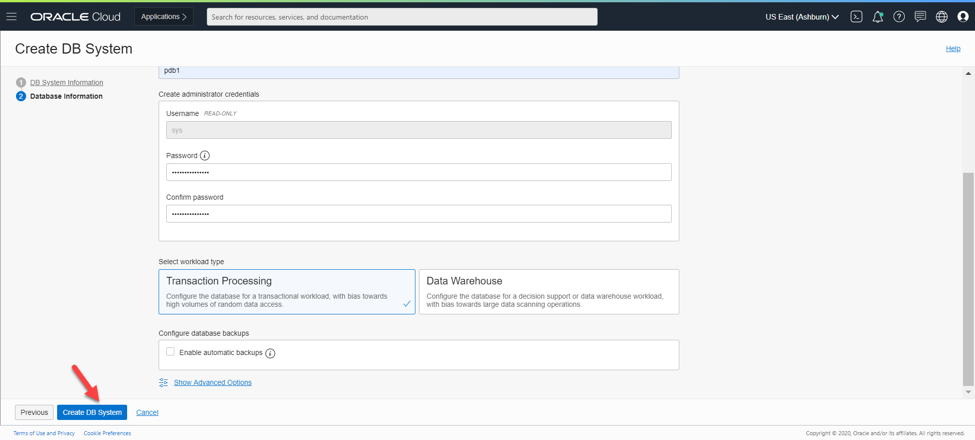 ORACLE Cloud
Applications
Search for resources, services, and documentation
US East (Ashburn)
Create DB System
Help
1 DB System Information
2 Database Information
pdb1
Create administrator credentials
Username READ-ONLY
sys
Password
•••••••••••••••
Confirm password
•••••••••••••••
Select workload type
Transaction Processing
Configure the database for a transactional workload, with bias towards
high volumes of random data access.
Data Warehouse
Configure the database for a decision support or data warehouse workload,
with bias towards large data scanning operations.
Configure database backups
Enable automatic backups
Show Advanced Options
Previous
Create DB System
Cancel
Terms of Use and Privacy
Cookie Preferences
Copyright © 2020, Oracle and/or its affiliates. All rights reserved.